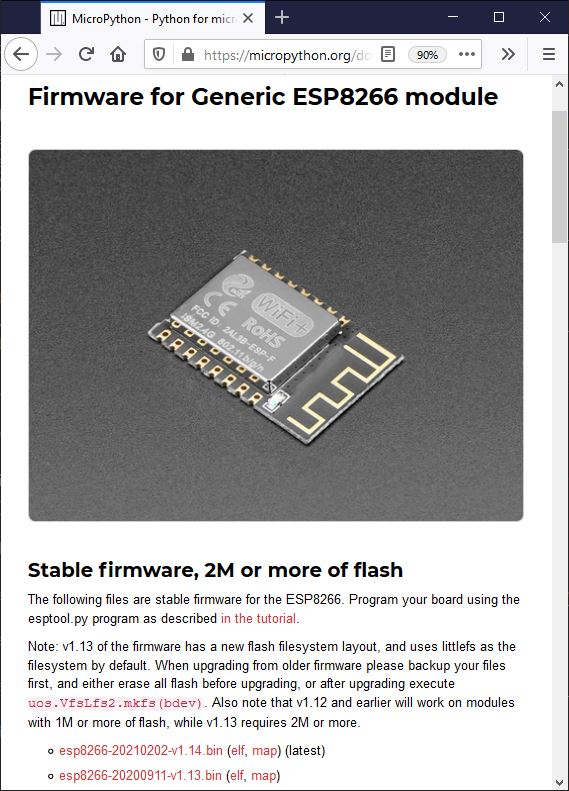 MicroPython - Python for micr
https://micropython.org/do
90%
Firmware for Generic ESP8266 module
WiFi+
CE
RoHS
FCC ID: 2AL3B-ESP-F
ISM2.4G 802.11b/g/n
Stable firmware, 2M or more of flash
The following files are stable firmware for the ESP8266. Program your board using the
esptool.py program as described in the tutorial.
Note: v1.13 of the firmware has a new flash filesystem layout, and uses littlefs as the
filesystem by default. When upgrading from older firmware please backup your files
first, and either erase all flash before upgrading, or after upgrading execute
uos.VfsLfs2.mkfs(bdev). Also note that v1.12 and earlier will work on modules
with 1M or more of flash, while v1.13 requires 2M or more.
esp8266-20210202-v1.14.bin (elf, map) (latest)
esp8266-20200911-v1.13.bin (elf, map)